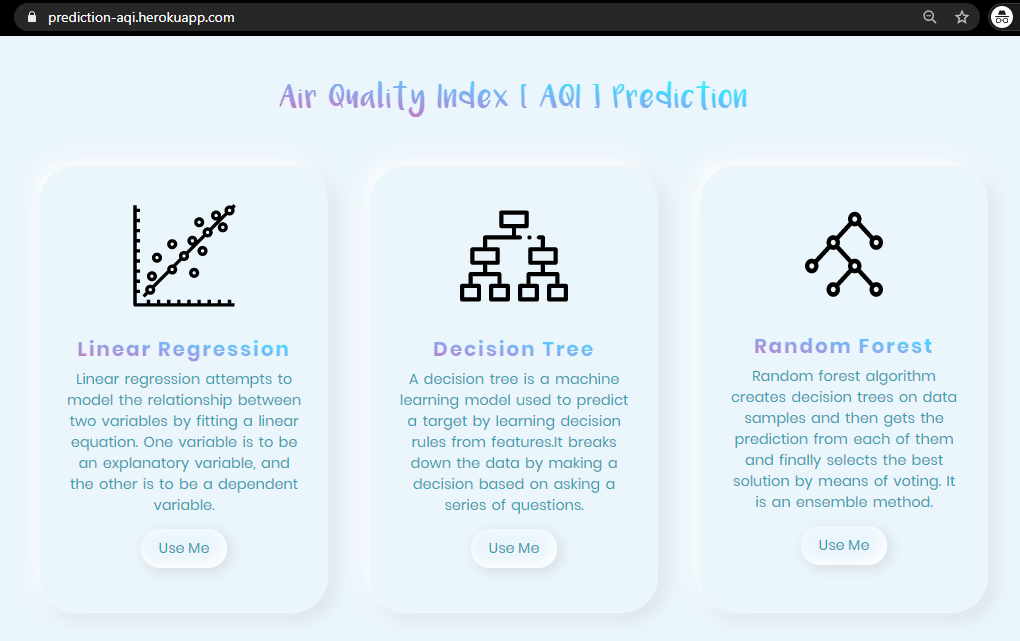 prediction-aqi.herokuapp.com
Air Quality Index [ AQI ] Prediction
Linear Regression
Linear regression attempts to
model the relationship between
two variables by fitting a linear
equation. One variable is to be
an explanatory variable, and
the other is to be a dependent
variable.
Use Me
Decision Tree
A decision tree is a machine
learning model used to predict
a target by learning decision
rules from features.It breaks
down the data by making a
decision based on asking a
series of questions.
Use Me
Random Forest
Random forest algorithm
creates decision trees on data
samples and then gets the
prediction from each of them
and finally selects the best
solution by means of voting. It
is an ensemble method.
Use Me